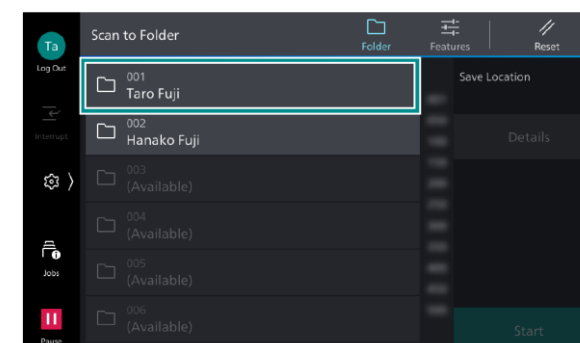 Ta
Log Out
Interrupt
Jobs
Pause
Scan to Folder
Folder
Features
Reset
001
Taro Fuji
002
Hanako Fuji
003
(Available)
004
(Available)
005
(Available)
006
(Available)
Save Location
Details
Start